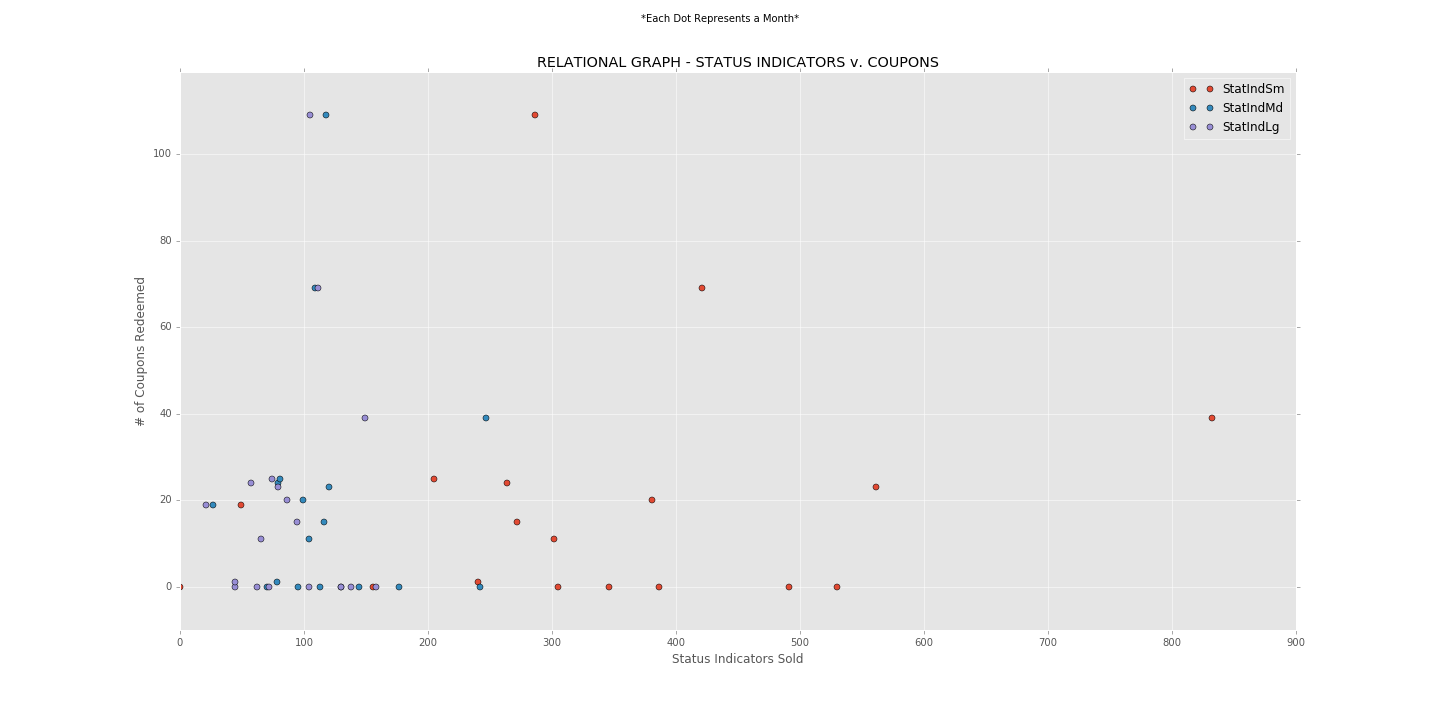 *Each Dot Represents a Month*
RELATIONAL GRAPH - STATUS INDICATORS v. COUPONS
StatIndSm
StatIndMd
StatIndLg
100
80
60
40
20
0
# of Coupons Redeemed
0 100 200 300 400 500 600 700 800 900
Status Indicators Sold